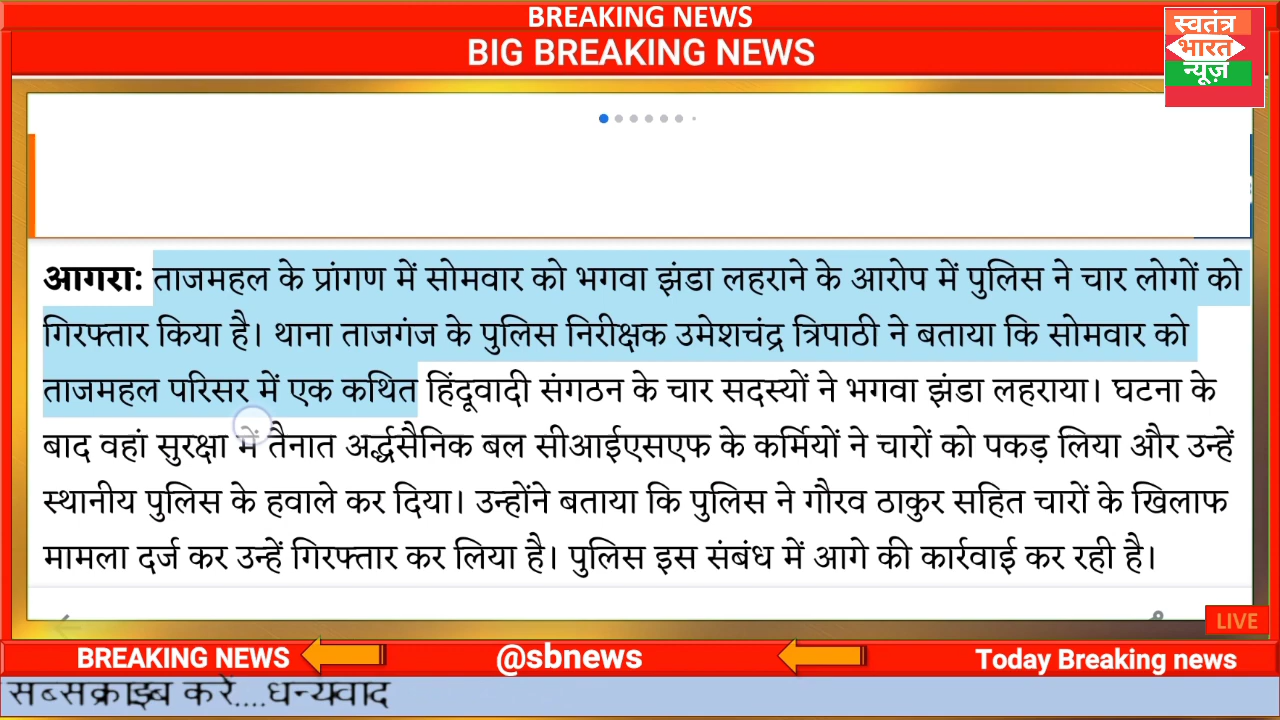 BREAKING NEWS
BIG BREAKING NEWS
स्वतंत्र
भारत
न्यूज़
आगरा: ताजमहल के प्रांगण में सोमवार को भगवा झंडा लहराने के आरोप में पुलिस ने चार लोगों को
गिरफ्तार किया है। थाना ताजगंज के पुलिस निरीक्षक उमेशचंद्र त्रिपाठी ने बताया कि सोमवार को
ताजमहल परिसर में एक कथित हिंदूवादी संगठन के चार सदस्यों ने भगवा झंडा लहराया। घटना के
बाद वहां सुरक्षा में तैनात अर्द्धसैनिक बल सीआईएसएफ के कर्मियों ने चारों को पकड़ लिया और उन्हें
स्थानीय पुलिस के हवाले कर दिया। उन्होंने बताया कि पुलिस ने गौरव ठाकुर सहित चारों के खिलाफ
मामला दर्ज कर उन्हें गिरफ्तार कर लिया है। पुलिस इस संबंध में आगे की कार्रवाई कर रही है।
LIVE
BREAKING NEWS @sbnews Today Breaking news
सब्सक्राइब करें....धन्यवाद